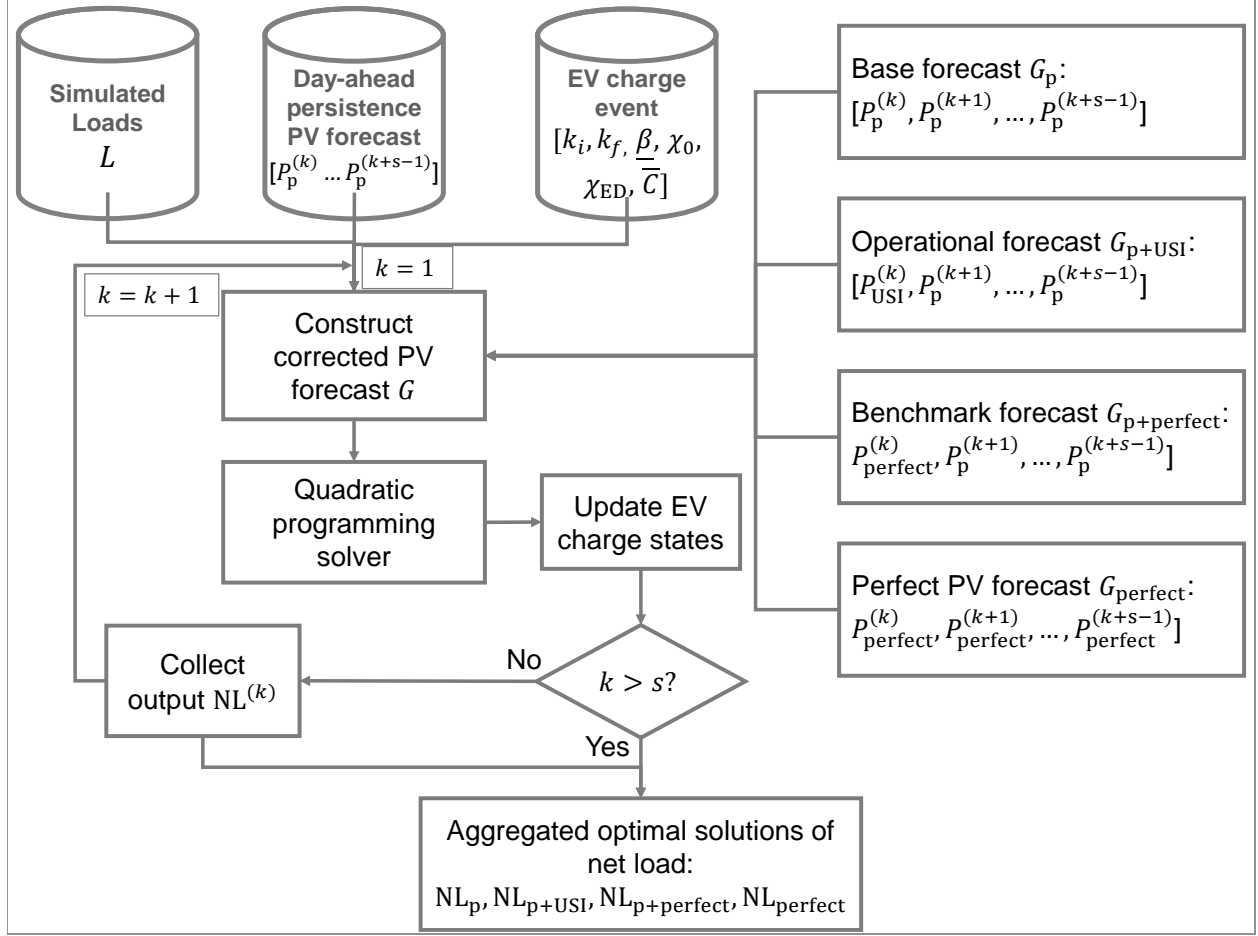 Simulated
Loads
L
Day-ahead
persistence
PV forecast
[P_p^(k) … P_p^(k+s−1)]
EV charge
event
[k_i, k_f, β̲, χ_0,
χ_ED, C̅]
k = 1
k = k + 1
Construct
corrected PV
forecast G
Quadratic
programming
solver
Update EV
charge states
k > s?
No
Yes
Collect
output NL^(k)
Aggregated optimal solutions of
net load:
NL_p, NL_p+USI, NL_p+perfect, NL_perfect
Base forecast G_p:
[P_p^(k), P_p^(k+1), …, P_p^(k+s−1)]
Operational forecast G_p+USI:
[P_USI^(k), P_p^(k+1), …, P_p^(k+s−1)]
Benchmark forecast G_p+perfect:
P_perfect^(k), P_p^(k+1), …, P_p^(k+s−1)]
Perfect PV forecast G_perfect:
P_perfect^(k), P_perfect^(k+1), …, P_perfect^(k+s−1)]